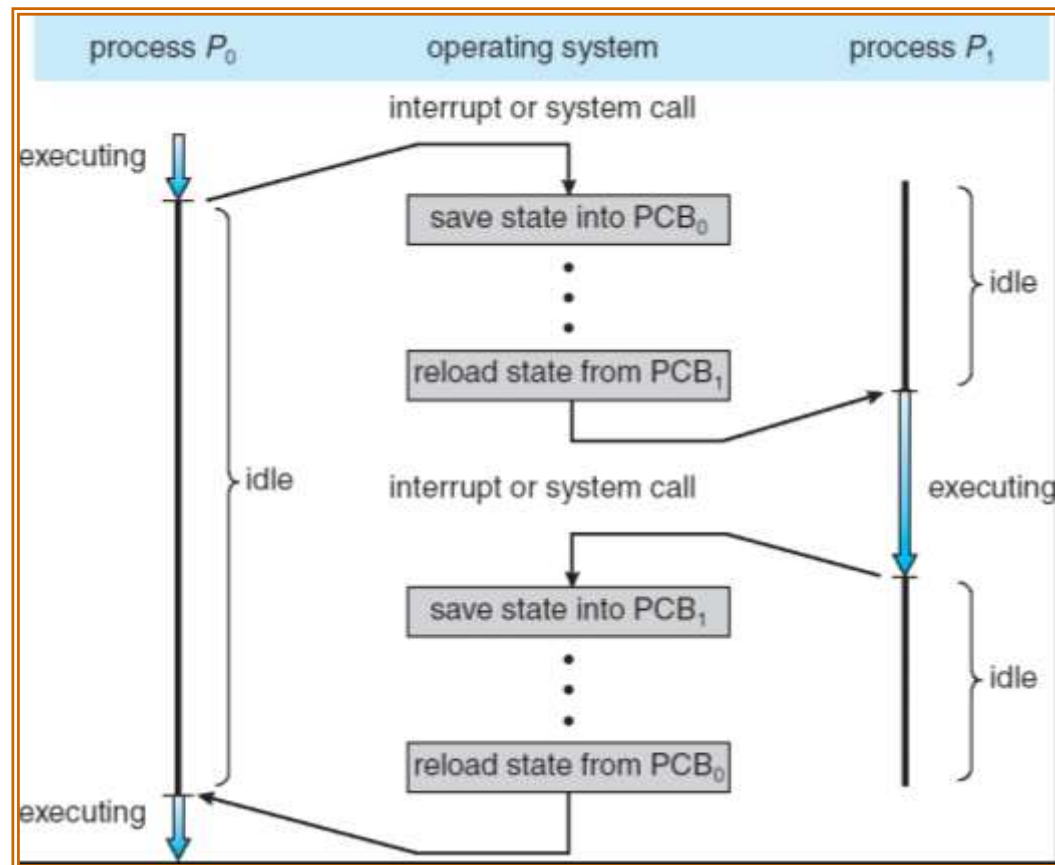 process P₀ operating system process P₁
interrupt or system call
executing
save state into PCB₀
idle
reload state from PCB₁
idle
interrupt or system call
executing
save state into PCB₁
idle
reload state from PCB₀
executing